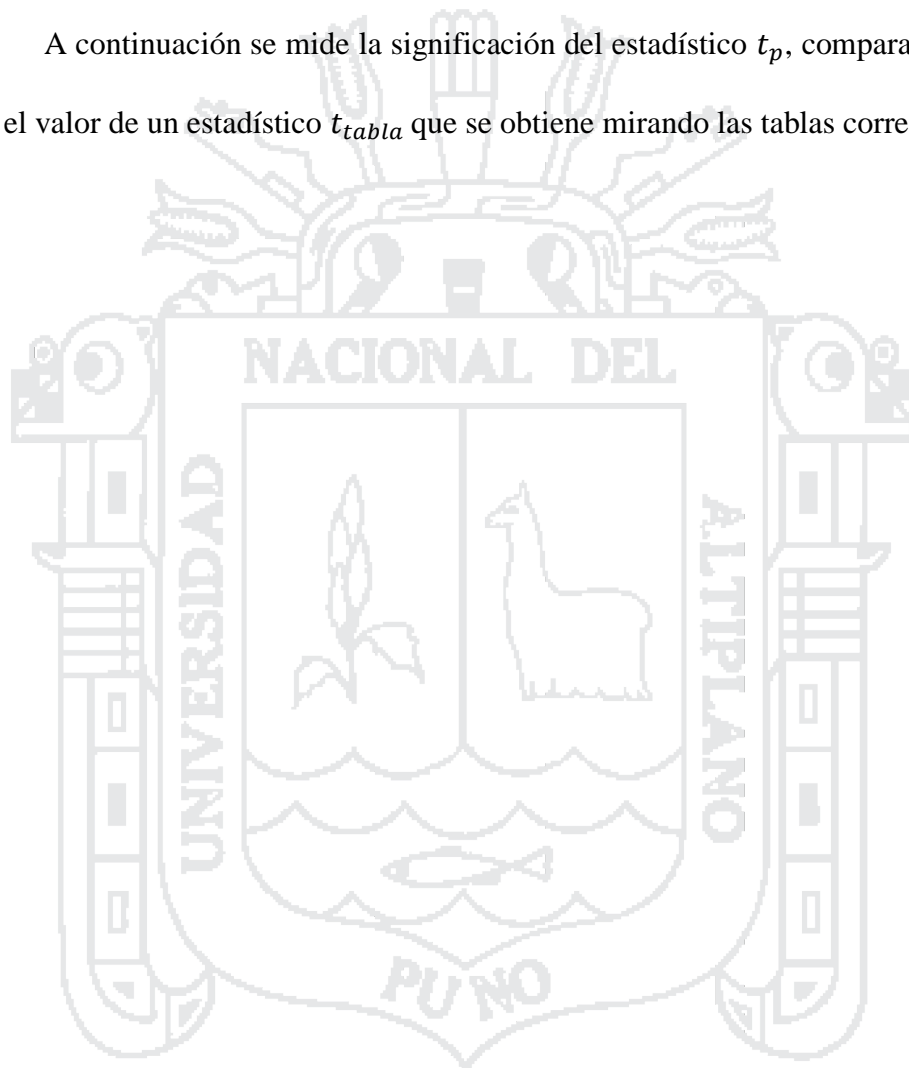 A continuación se mide la significación del estadístico $t_p$, compara
el valor de un estadístico $t_{tabla}$ que se obtiene mirando las tablas corre
NACIONAL DEL
UNIVERSIDAD
ALTIPLANO
PUNO